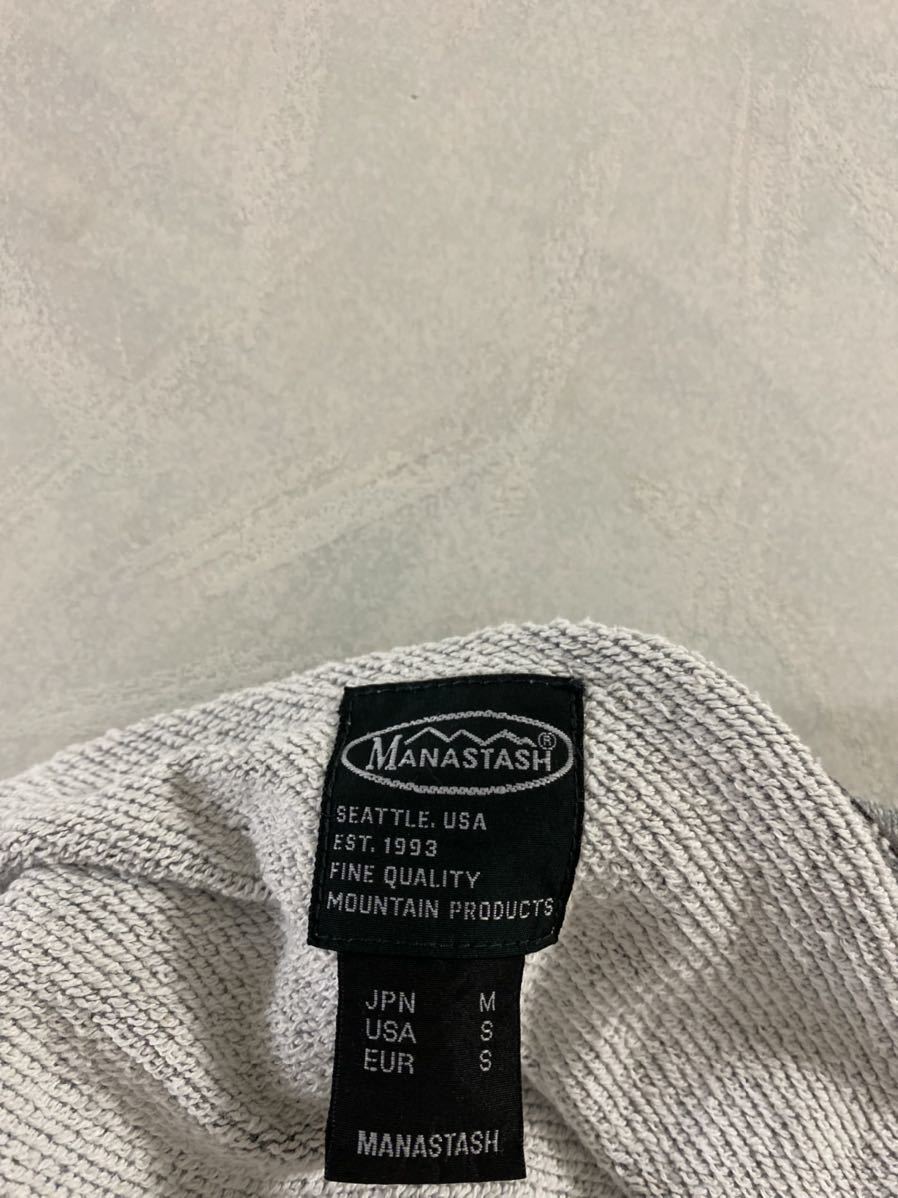 MANASTASH®
SEATTLE. USA
EST. 1993
FINE QUALITY
MOUNTAIN PRODUCTS
JPN M
USA S
EUR S
MANASTASH